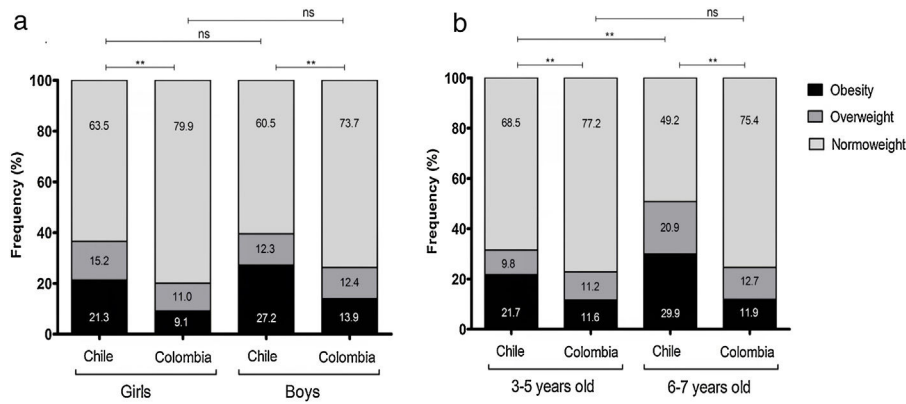 a
ns
ns
** **
Frequency (%)
100
80
60
40
20
0
63.5 79.9 60.5 73.7
15.2 11.0 12.3 12.4
21.3 9.1 27.2 13.9
Chile Colombia Chile Colombia
Girls Boys
b
ns
**
** **
Frequency (%)
100
80
60
40
20
0
68.5 77.2 49.2 75.4
9.8 11.2 20.9 12.7
21.7 11.6 29.9 11.9
Chile Colombia Chile Colombia
3-5 years old 6-7 years old
Obesity
Overweight
Normoweight